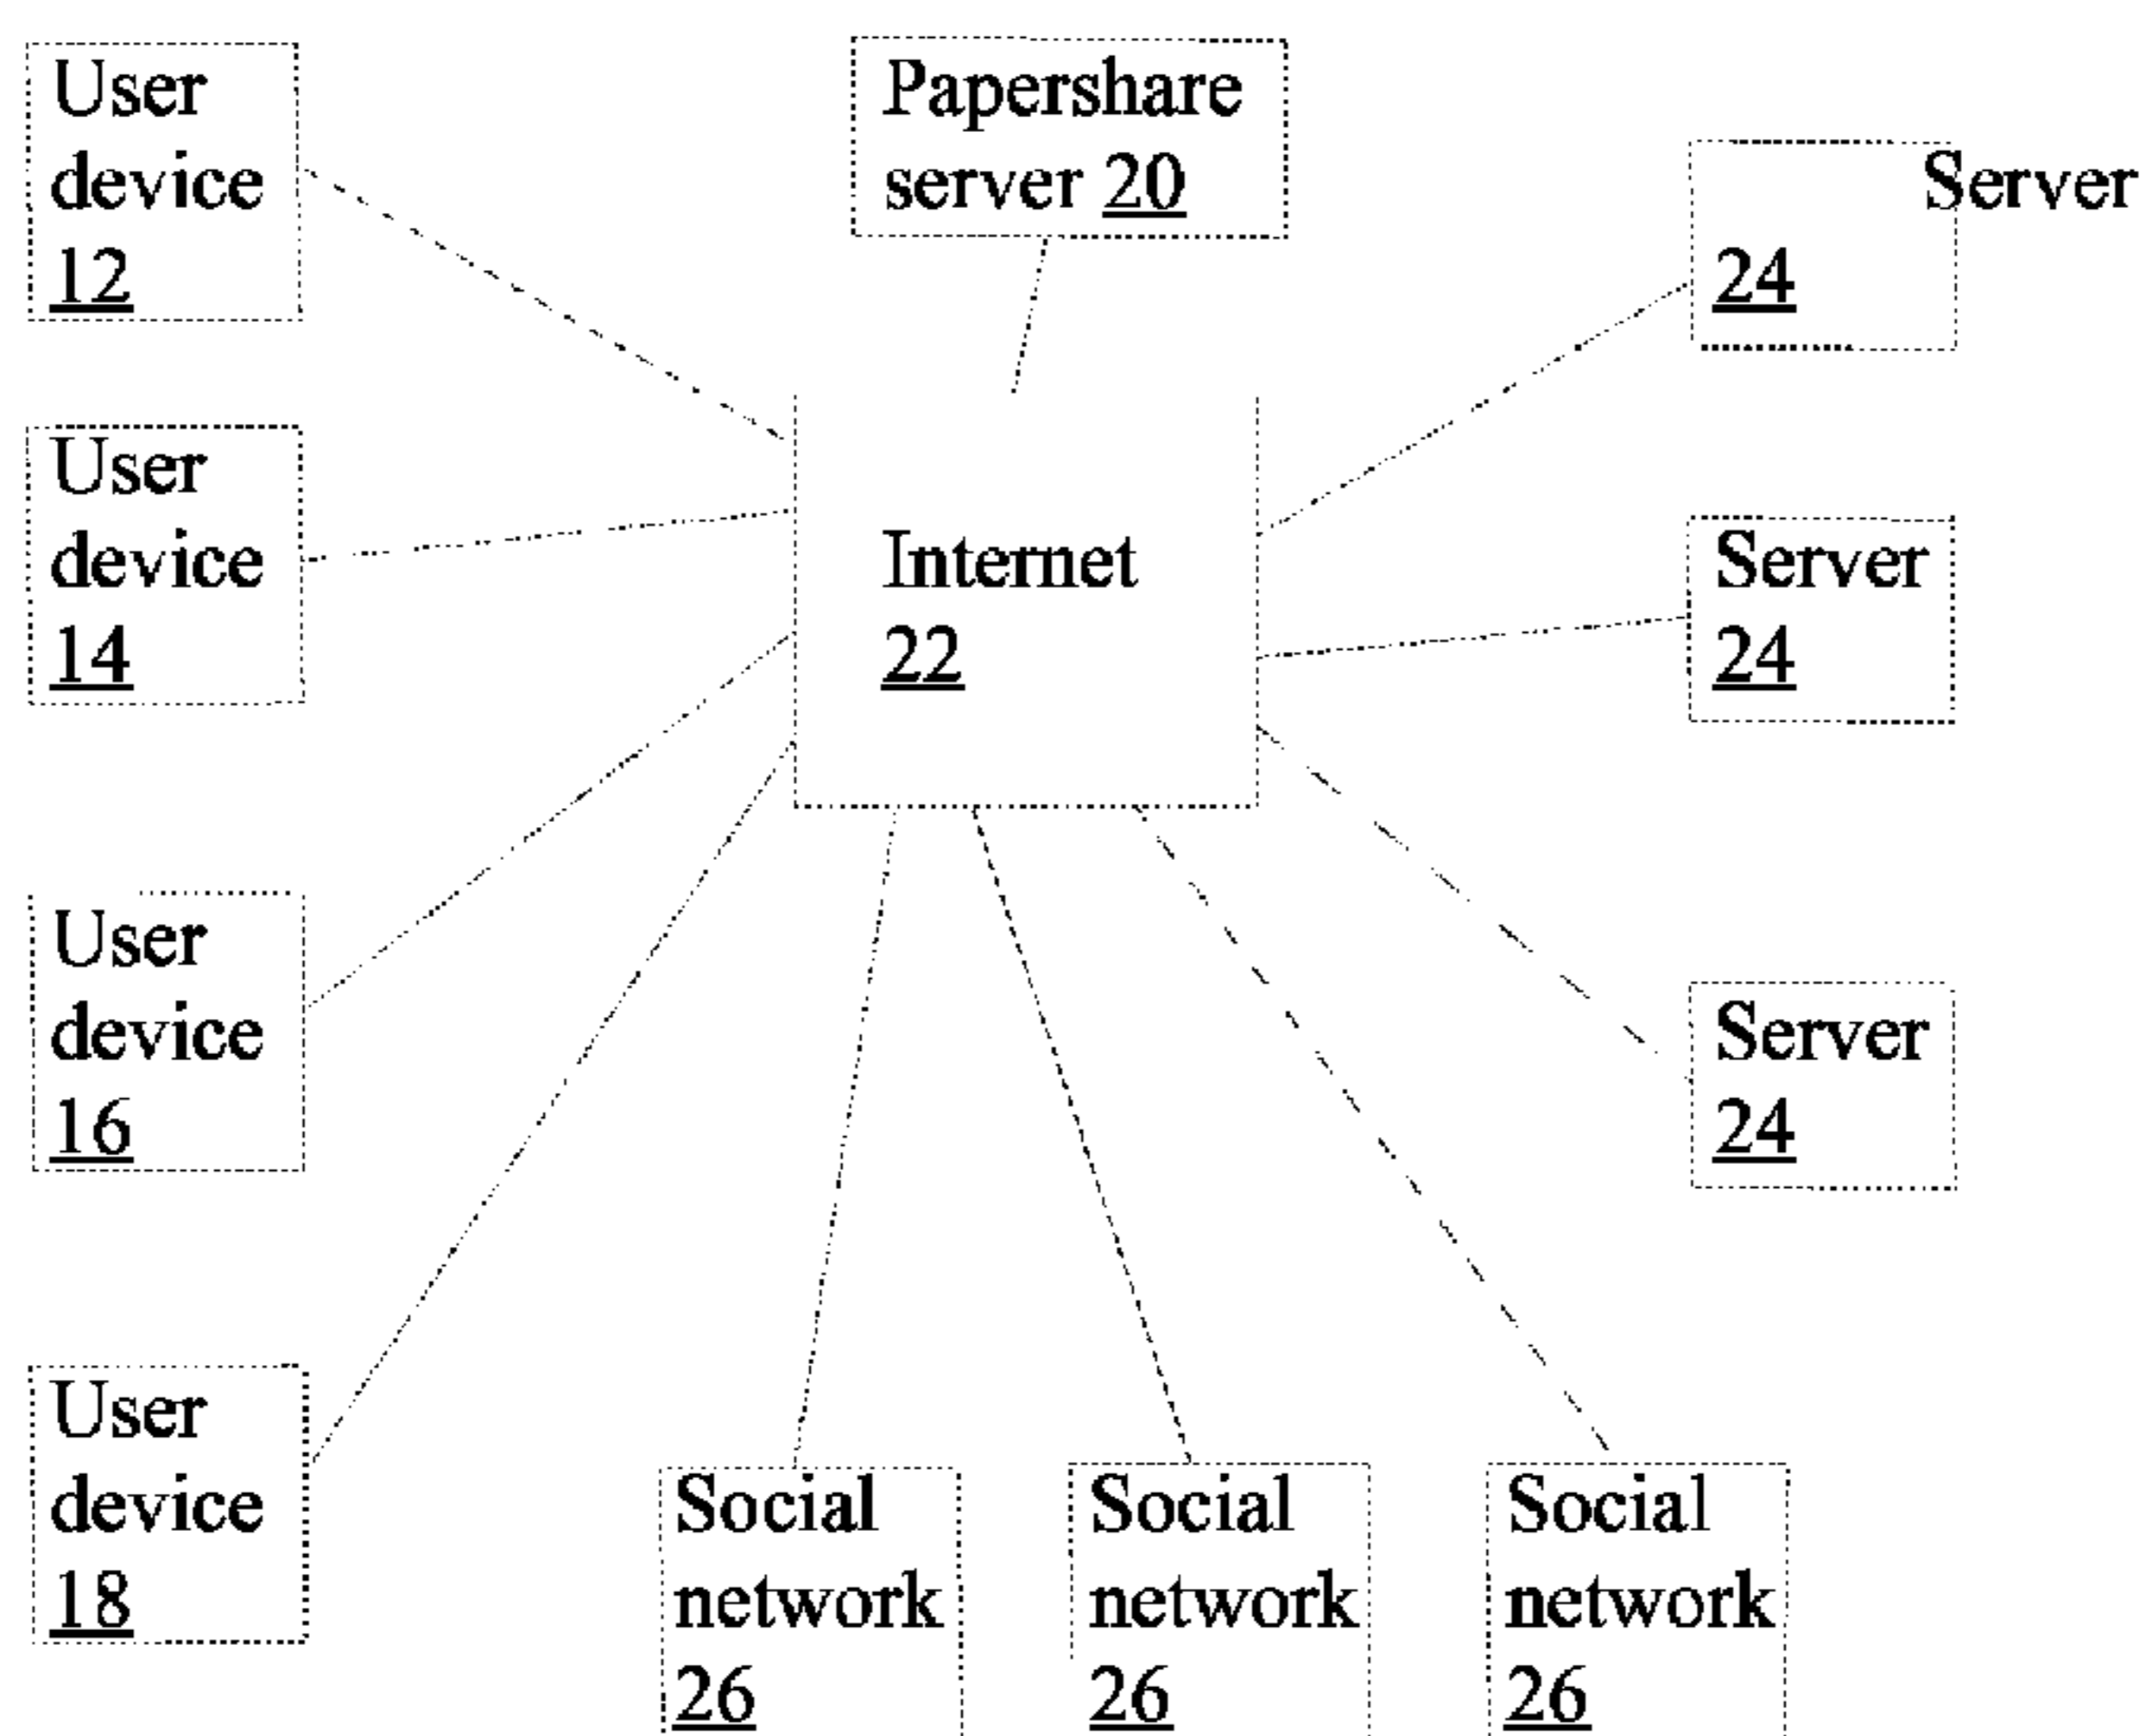 User
device
12
Papershare
server 20
Server
24
User
device
14
Internet
22
Server
24
User
device
16
Server
24
User
device
18
Social
network
26
Social
network
26
Social
network
26